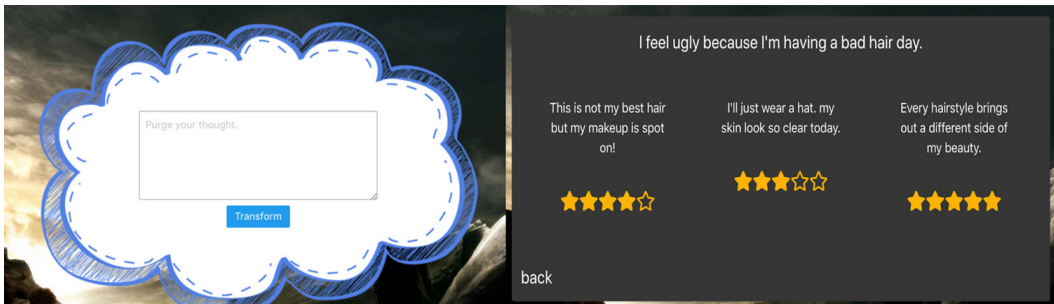 Purge your thought.
Transform
I feel ugly because I'm having a bad hair day.
This is not my best hair
but my makeup is spot
on!
I'll just wear a hat. my
skin look so clear today.
Every hairstyle brings
out a different side of
my beauty.
back